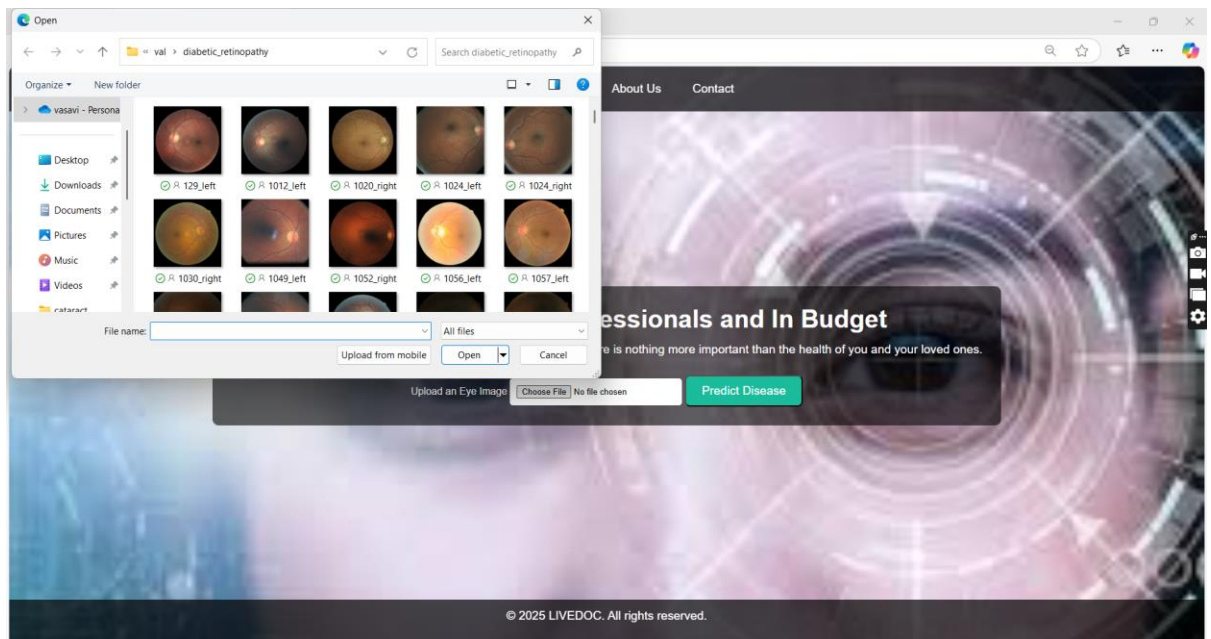 Open
« val › diabetic_retinopathy
Search diabetic_retinopathy
Organize
New folder
vasavi - Persona
Desktop
Downloads
Documents
Pictures
Music
Videos
cataract
129_left
1012_left
1020_right
1024_left
1024_right
1030_right
1049_left
1052_right
1056_left
1057_left
File name:
All files
Upload from mobile
Open
Cancel
About Us
Contact
essionals and In Budget
re is nothing more important than the health of you and your loved ones.
Upload an Eye Image
Choose File
No file chosen
Predict Disease
© 2025 LIVEDOC. All rights reserved.